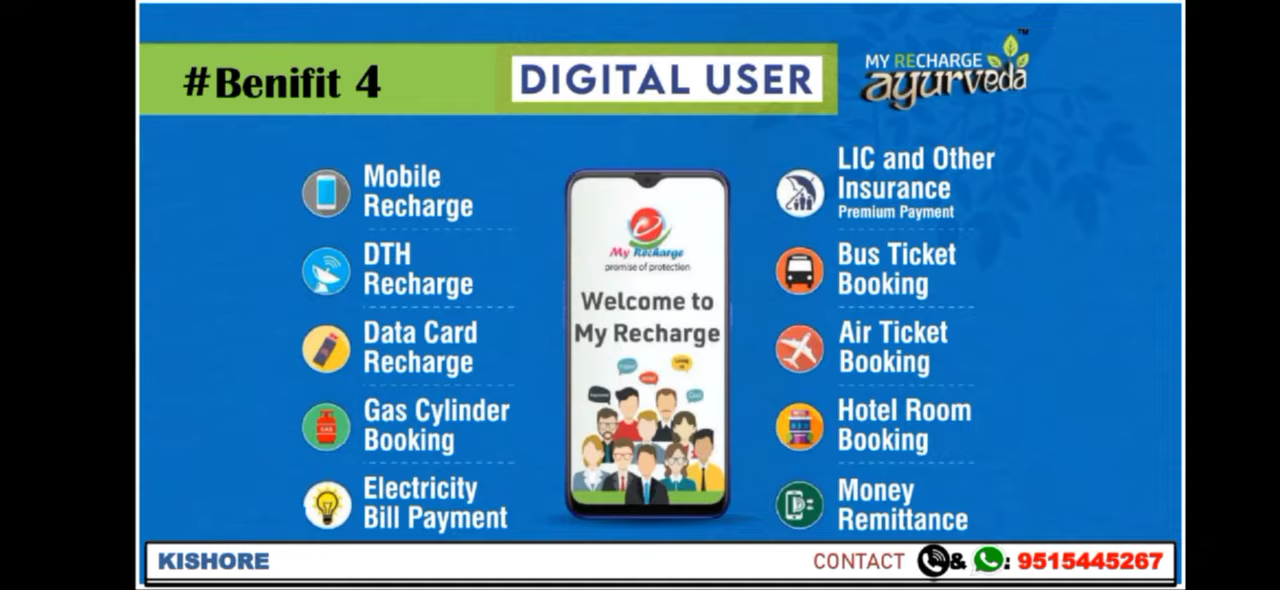 #Benifit 4
DIGITAL USER
MY RECHARGE
ayurveda
TM
Mobile
Recharge
DTH
Recharge
Data Card
Recharge
Gas Cylinder
Booking
GAS
Electricity
Bill Payment
My Recharge
promise of protection
Welcome to
My Recharge
LIC and Other
Insurance
Premium Payment
Bus Ticket
Booking
Air Ticket
Booking
Hotel Room
Booking
Money
Remittance
KISHORE
CONTACT & : 9515445267